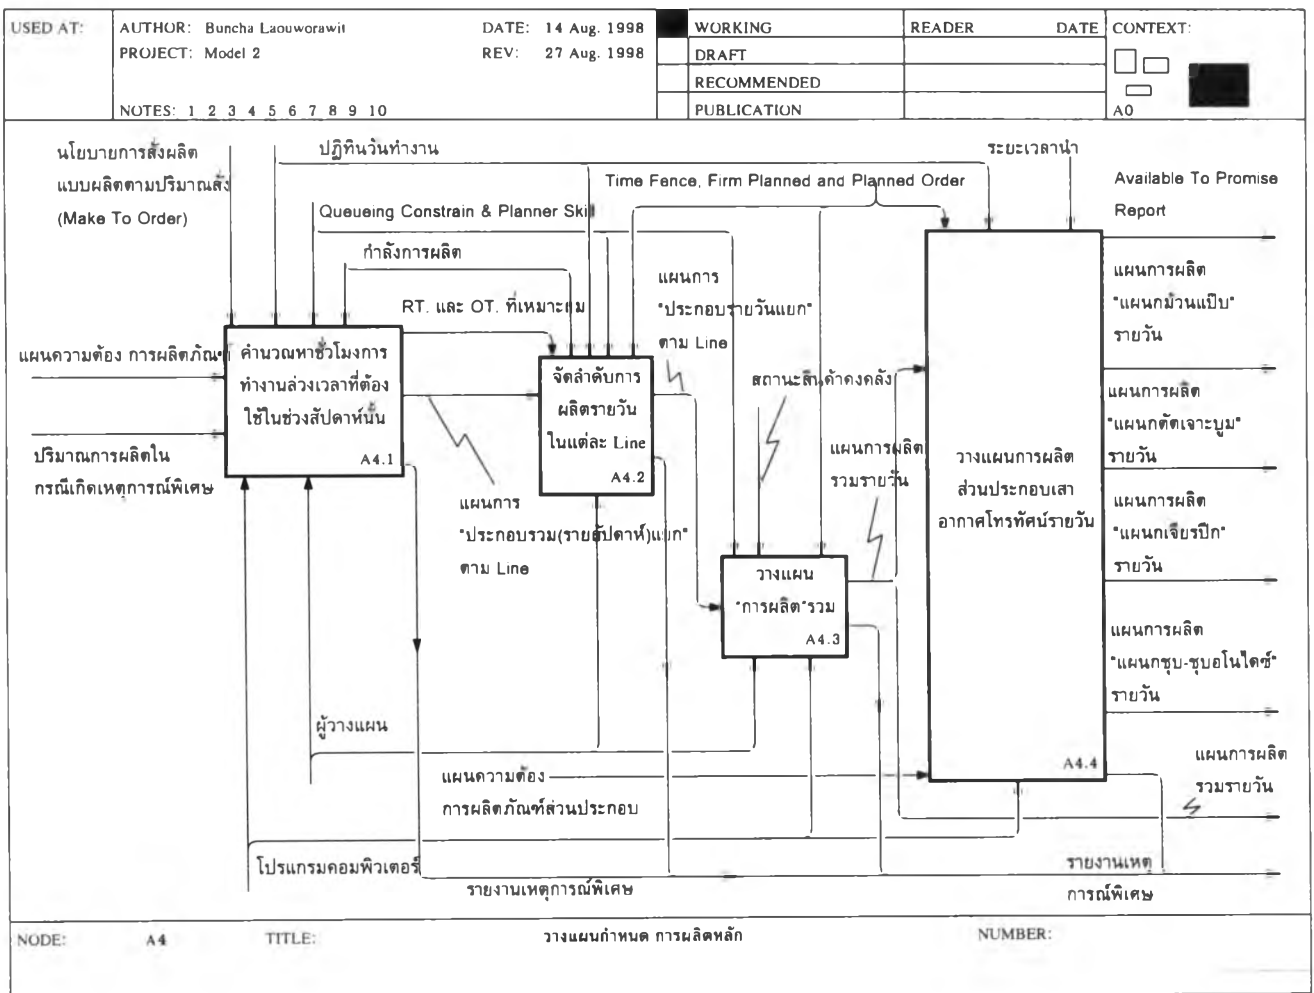 USED AT:
AUTHOR: Buncha Laouworawit
DATE: 14 Aug. 1998
PROJECT: Model 2
REV: 27 Aug. 1998
NOTES: 1 2 3 4 5 6 7 8 9 10
WORKING
DRAFT
RECOMMENDED
PUBLICATION
READER
DATE
CONTEXT:
A0
นโยบายการสั่งผลิต
แบบผลิตตามปริมาณสั่ง
(Make To Order)
ปฏิทินวันทำงาน
ระยะเวลานำ
Time Fence, Firm Planned and Planned Order
Queueing Constrain & Planner Skill
กำลังการผลิต
RT. และ OT. ที่เหมาะสม
แผนการ
"ประกอบรายวันแยก"
ตาม Line
Available To Promise
Report
แผนความต้อง การผลิตภัณฑ์
คำนวณหาชั่วโมงการ
ทำงานล่วงเวลาที่ต้อง
ใช้ในช่วงสัปดาห์นั้น
A4.1
จัดลำดับการ
ผลิตรายวัน
ในแต่ละ Line
A4.2
สถานะสินค้าคงคลัง
แผนการผลิต
รวมรายวัน
ปริมาณการผลิตใน
กรณีเกิดเหตุการณ์พิเศษ
แผนการ
"ประกอบรวม(รายสัปดาห์)แยก"
ตาม Line
วางแผน
"การผลิต"รวม
A4.3
วางแผนการผลิต
ส่วนประกอบเสา
อากาศโทรทัศน์รายวัน
A4.4
แผนการผลิต
"แผนกม้วนแป๊บ"
รายวัน
แผนการผลิต
"แผนกตัดเจาะบูม"
รายวัน
แผนการผลิต
"แผนกเจียรปีก"
รายวัน
แผนการผลิต
"แผนกชุบ-ชุบอโนไดซ์"
รายวัน
ผู้วางแผน
แผนความต้อง
การผลิตภัณฑ์ส่วนประกอบ
แผนการผลิต
รวมรายวัน
โปรแกรมคอมพิวเตอร์
รายงานเหตุการณ์พิเศษ
รายงานเหตุ
การณ์พิเศษ
NODE: A4
TITLE: วางแผนกำหนด การผลิตหลัก
NUMBER: